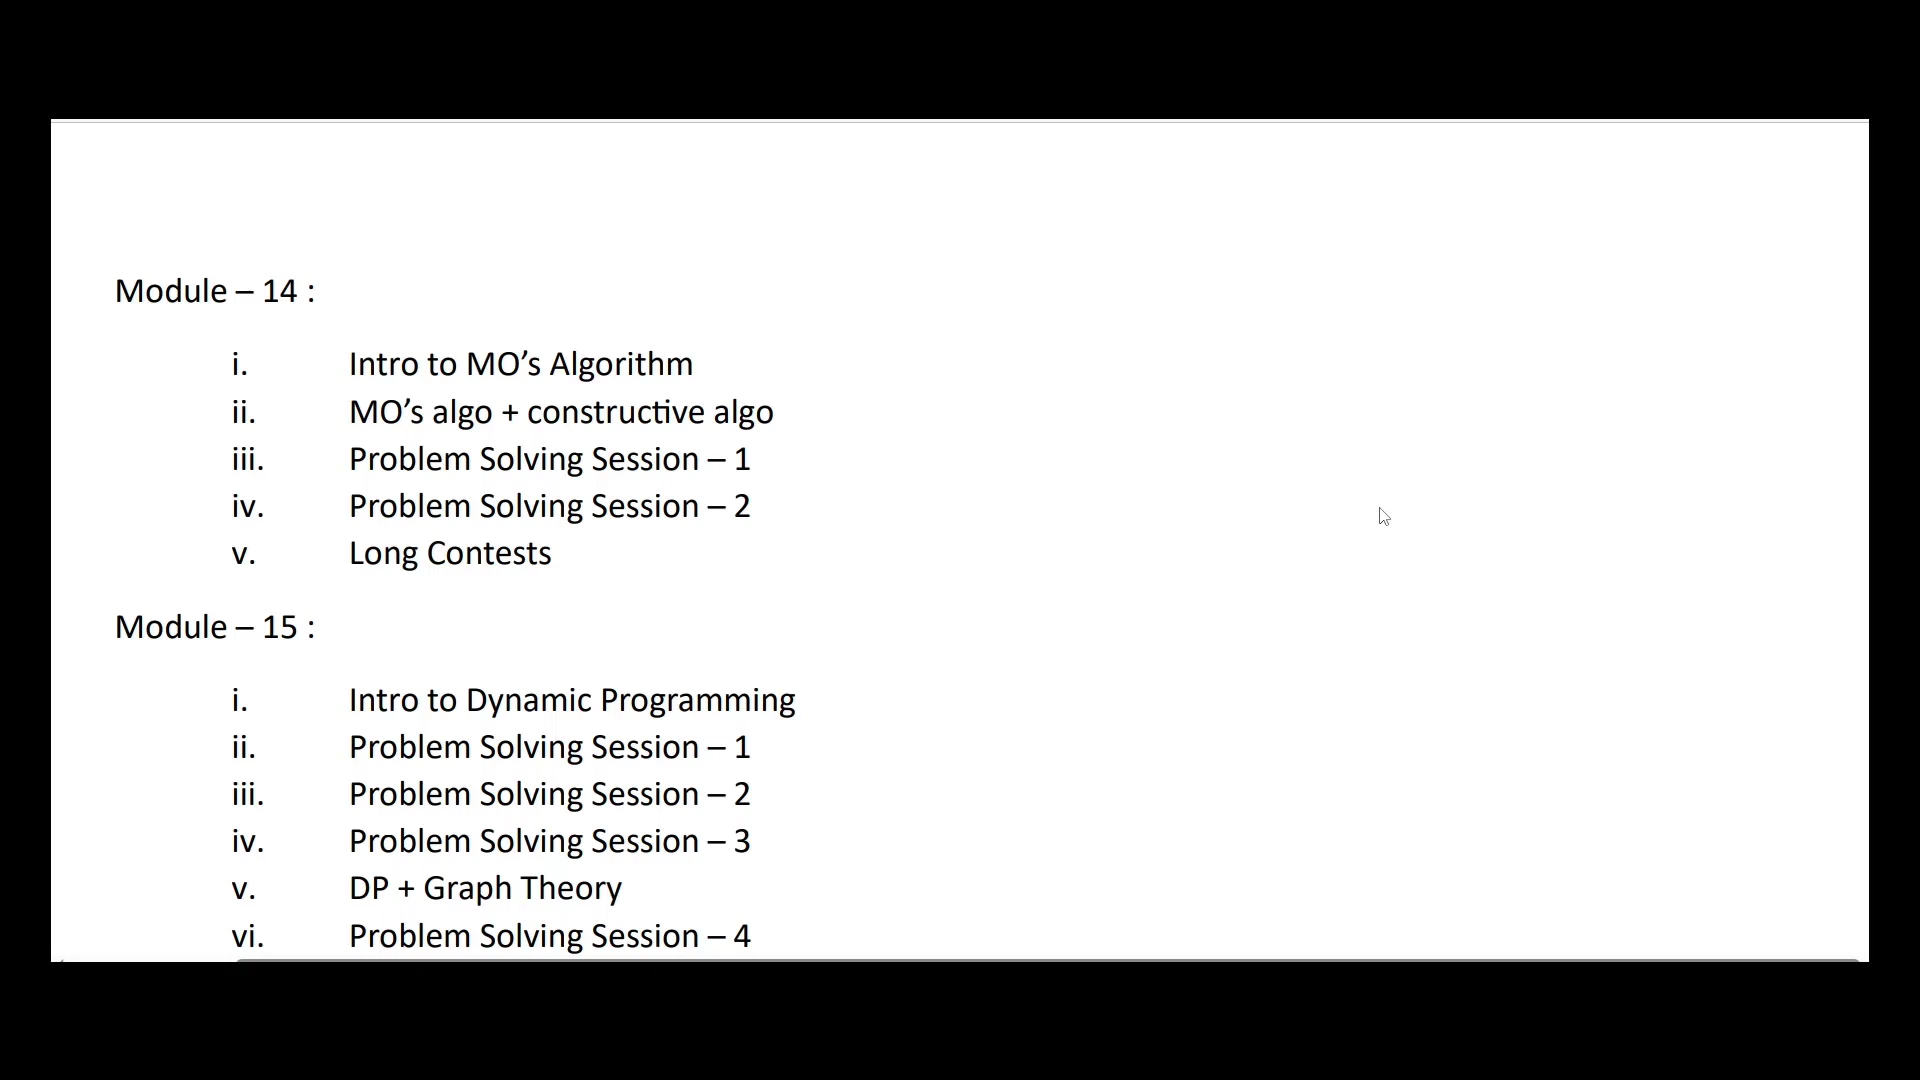 Module – 14 :
i. Intro to MO’s Algorithm
ii. MO’s algo + constructive algo
iii. Problem Solving Session – 1
iv. Problem Solving Session – 2
v. Long Contests
Module – 15 :
i. Intro to Dynamic Programming
ii. Problem Solving Session – 1
iii. Problem Solving Session – 2
iv. Problem Solving Session – 3
v. DP + Graph Theory
vi. Problem Solving Session – 4